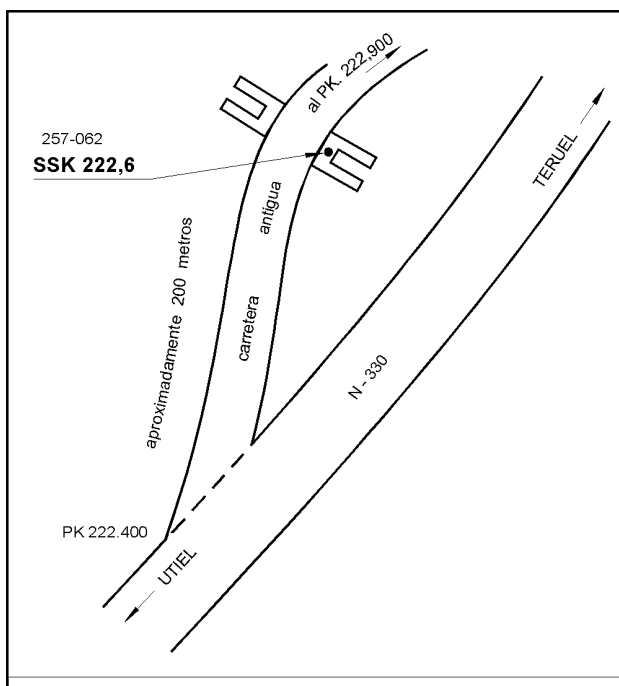 al PK. 222,900
257-062
SSK 222,6
TERUEL
antigua
aproximadamente 200 metros
carretera
N - 330
PK 222.400
UTIEL